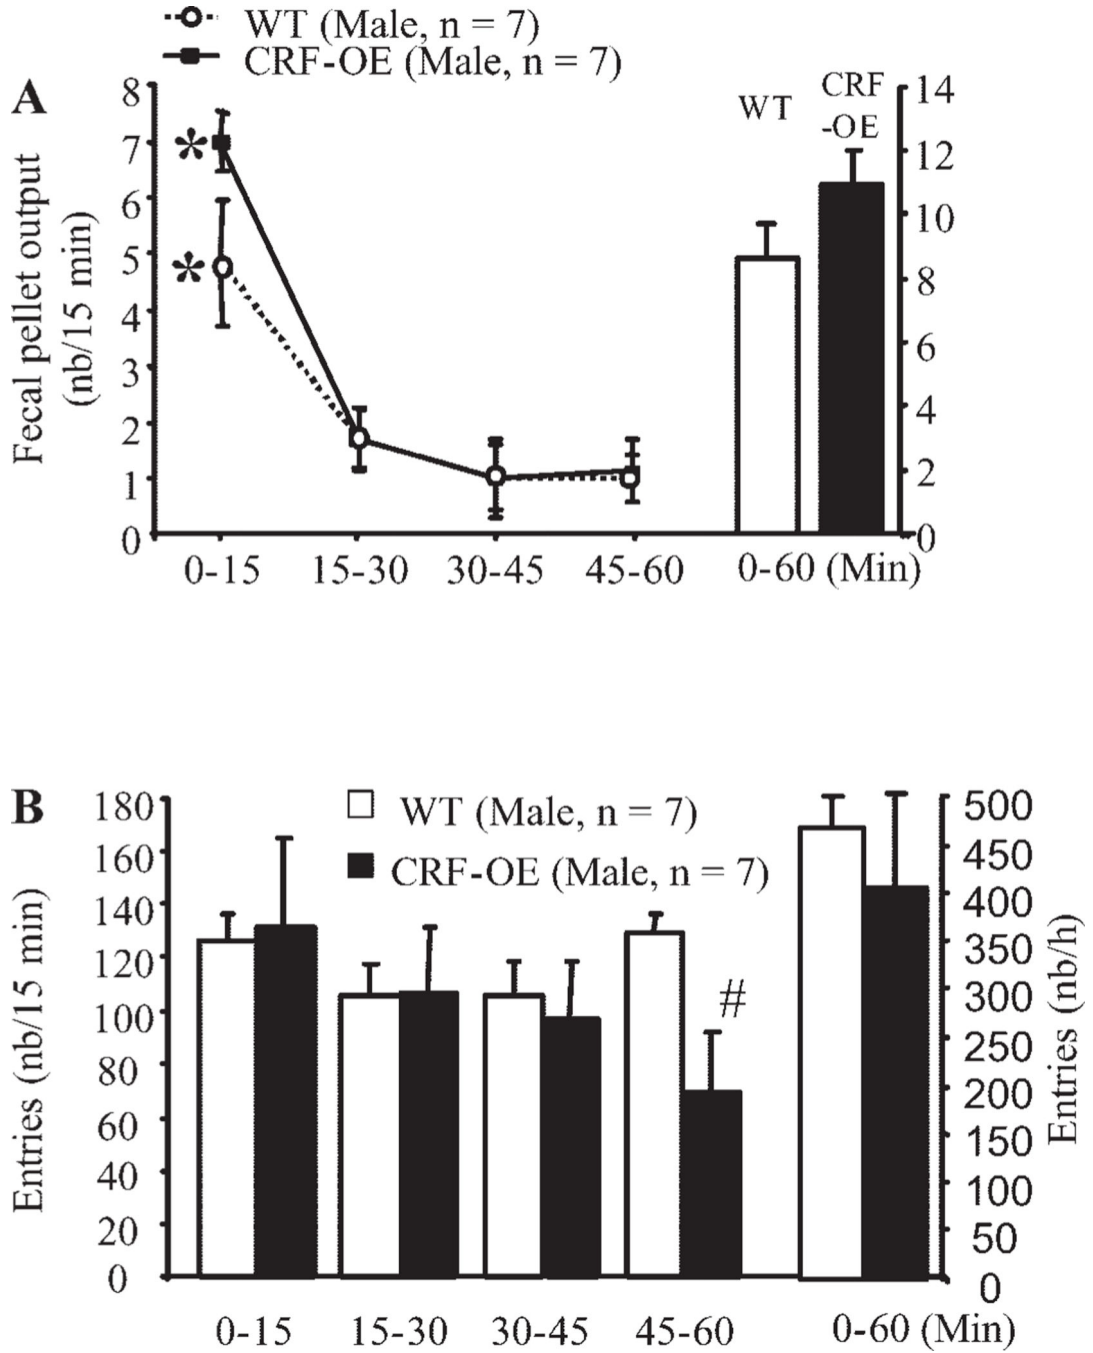 WT (Male, n = 7)
CRF-OE (Male, n = 7)
A
Fecal pellet output
(nb/15 min)
8
7
6
5
4
3
2
1
0
*
*
WT
CRF
-OE
14
12
10
8
6
4
2
0
0-15 15-30 30-45 45-60 0-60 (Min)
B
WT (Male, n = 7)
CRF-OE (Male, n = 7)
Entries (nb/15 min)
180
160
140
120
100
80
60
40
20
0
#
500
450
400
350
300
250
200
150
100
50
0
Entries (nb/h)
0-15 15-30 30-45 45-60 0-60 (Min)